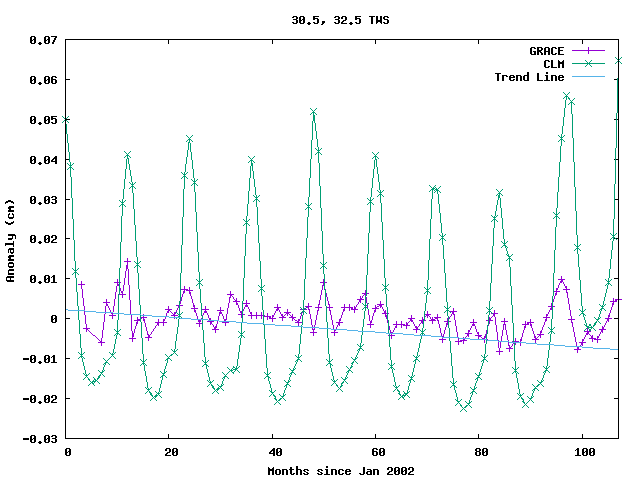 30.5, 32.5 TWS
0.07
0.06
0.05
0.04
0.03
0.02
0.01
0
-0.01
-0.02
-0.03
Anomaly (cm)
GRACE
CLM
Trend Line
0 20 40 60 80 100
Months since Jan 2002